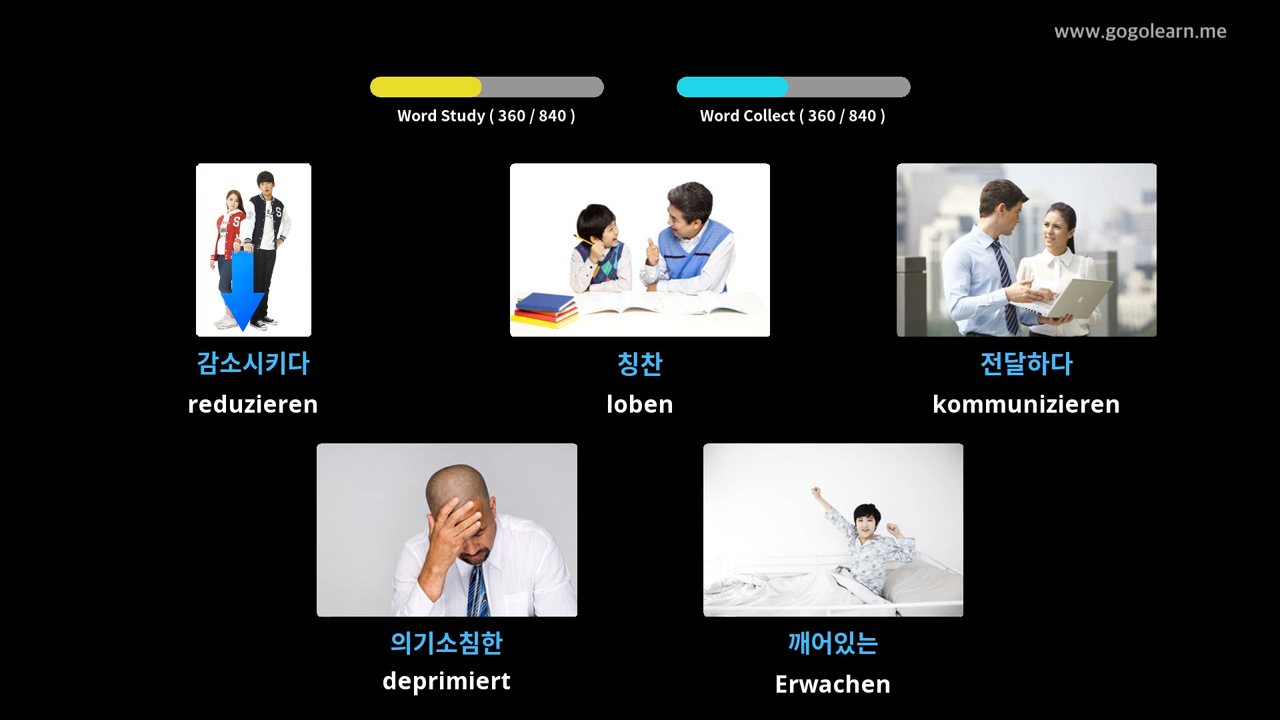 www.gogolearn.me
Word Study ( 360 / 840 )
Word Collect ( 360 / 840 )
S
S
감소시키다
reduzieren
칭찬
loben
전달하다
kommunizieren
의기소침한
deprimiert
깨어있는
Erwachen